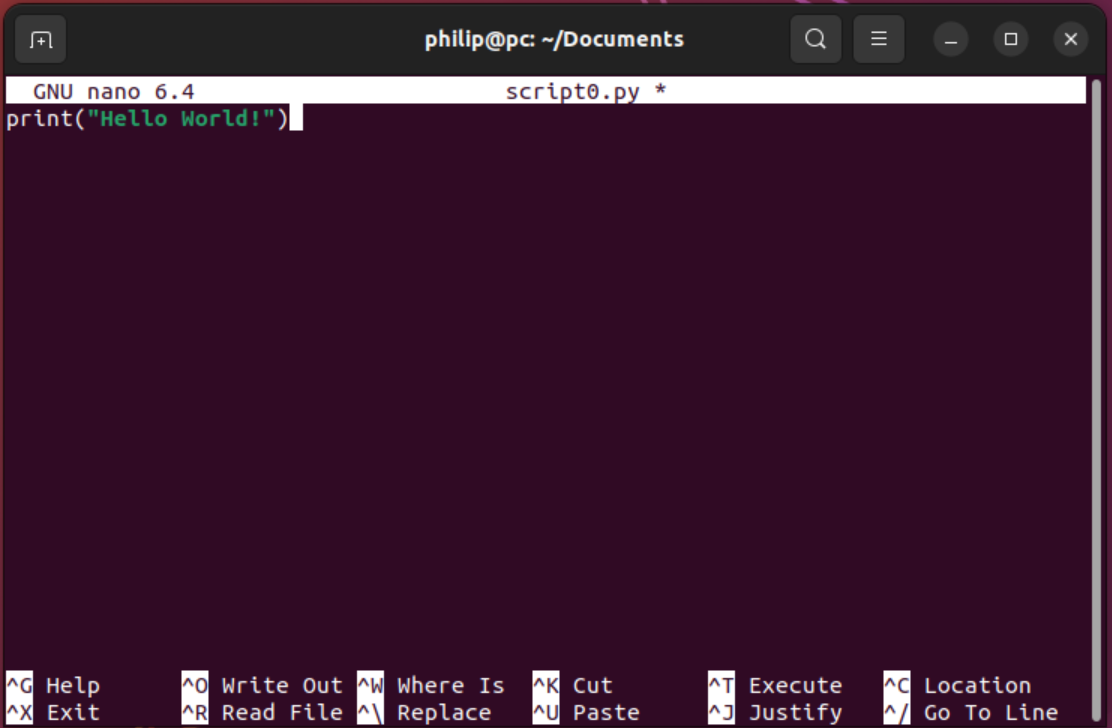 philip@pc: ~/Documents
GNU nano 6.4 script0.py *
print("Hello World!")
^G Help ^O Write Out ^W Where Is ^K Cut ^T Execute ^C Location
^X Exit ^R Read File ^\ Replace ^U Paste ^J Justify ^/ Go To Line